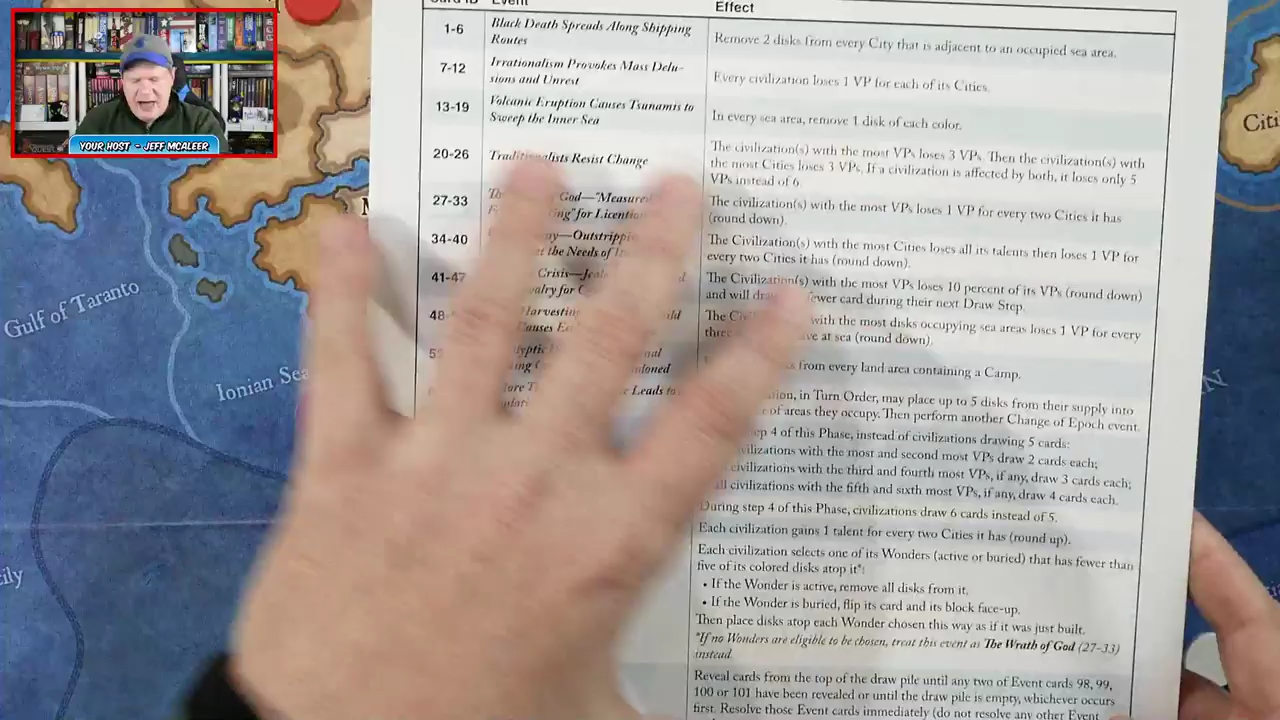 Event
Effect
1-6
Black Death Spreads Along Shipping
Routes
Remove 2 disks from every City that is adjacent to an occupied sea area.
7-12
Irrationalism Provokes Mass Delu-
sions and Unrest
Every civilization loses 1 VP for each of its Cities.
13-19
Volcanic Eruption Causes Tsunamis to
Sweep the Inner Sea
In every sea area, remove 1 disk of each color.
20-26
Traditionalists Resist Change
The civilization(s) with the most VPs loses 3 VPs. Then the civilization(s) with
the most Cities loses 3 VPs. If a civilization is affected by both, it loses only 5
VPs instead of 6.
27-33
God—"Measured
for Licentio
The civilization(s) with the most VPs loses 1 VP for every two Cities it has
(round down).
34-40
the Needs of
The Civilization(s) with the most Cities loses all its talents then loses 1 VP for
every two Cities it has (round down).
41-47
Crisis—
for
The Civilization(s) with the most VPs loses 10 percent of its VPs (round down)
and will fewer card during their next Draw Step.
48-
Harvesting
Causes
The with the most disks occupying sea areas loses 1 VP for every
at sea (round down).
from every land area containing a Camp.
Leads to
in Turn Order, may place up to 5 disks from their supply into
of areas they occupy. Then perform another Change of Epoch event.
4 of this Phase, instead of civilizations drawing 5 cards:
civilizations with the most and second most VPs draw 2 cards each;
civilizations with the third and fourth most VPs, if any, draw 3 cards each;
all civilizations with the fifth and sixth most VPs, if any, draw 4 cards each.
During step 4 of this Phase, civilizations draw 6 cards instead of 5.
Each civilization gains 1 talent for every two Cities it has (round up).
Each civilization selects one of its Wonders (active or buried) that has fewer than
five of its colored disks atop it*:
• If the Wonder is active, remove all disks from it.
• If the Wonder is buried, flip its card and its block face-up.
Then place disks atop each Wonder chosen this way as if it was just built.
*If no Wonders are eligible to be chosen, treat this event as The Wrath of God (27-33)
instead.
Reveal cards from the top of the draw pile until any two of Event cards 98, 99,
100 or 101 have been revealed or until the draw pile is empty, whichever occurs
first. Resolve those Event cards immediately (do not resolve any other Event
YOUR HOST - JEFF MCALEER
Gulf of Taranto
Ionian Sea
Citi